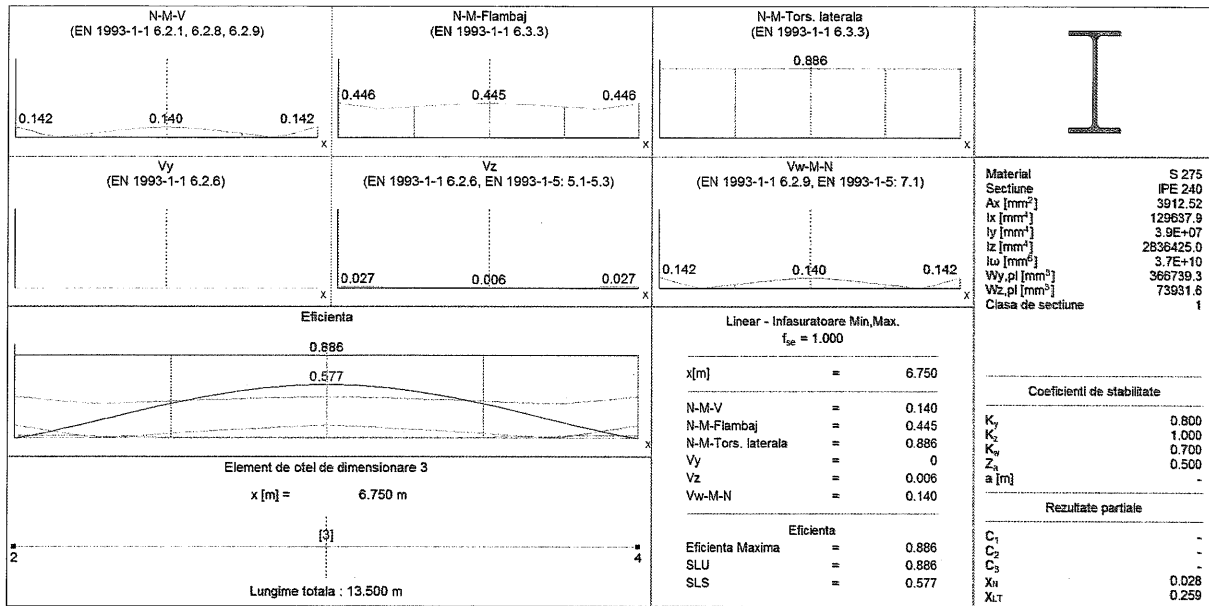 N-M-V
(EN 1993-1-1 6.2.1, 6.2.8, 6.2.9)
0.142 0.140 0.142
x
N-M-Flambaj
(EN 1993-1-1 6.3.3)
0.446 0.445 0.446
x
N-M-Tors. laterala
(EN 1993-1-1 6.3.3)
0.886
x
Vy
(EN 1993-1-1 6.2.6)
x
Vz
(EN 1993-1-1 6.2.6, EN 1993-1-5: 5.1-5.3)
0.027 0.006 0.027
x
Vw-M-N
(EN 1993-1-1 6.2.9, EN 1993-1-5: 7.1)
0.142 0.140 0.142
x
Material S 275
Sectiune IPE 240
Ax [mm²] 3912.52
Ix [mm⁴] 129637.9
Iy [mm⁴] 3.9E+07
Iz [mm⁴] 2836425.0
Iω [mm⁶] 3.7E+10
Wy,pl [mm³] 366739.3
Wz,pl [mm³] 73931.6
Clasa de sectiune 1
Eficienta
0.886
0.577
x
Element de otel de dimensionare 3
x [m] = 6.750 m
[3]
2 4
Lungime totala : 13.500 m
Linear - Infasuratoare Min,Max.
fse = 1.000
x[m] = 6.750
N-M-V = 0.140
N-M-Flambaj = 0.445
N-M-Tors. laterala = 0.886
Vy = 0
Vz = 0.006
Vw-M-N = 0.140
Eficienta
Eficienta Maxima = 0.886
SLU = 0.886
SLS = 0.577
Coeficienti de stabilitate
Ky 0.800
Kz 1.000
Kw 0.700
Za 0.500
a [m] -
Rezultate partiale
C1 -
C2 -
C3 -
XN 0.028
XLT 0.259